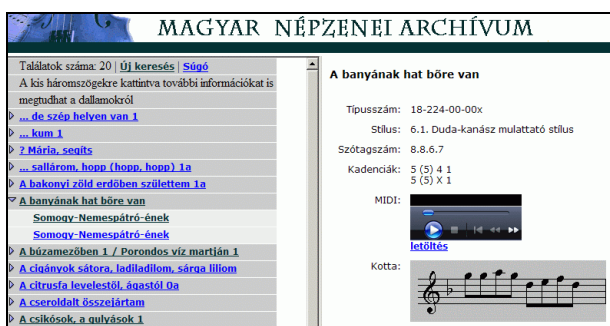 MAGYAR NÉPZENEI ARCHÍVUM
Találatok száma: 20 | Új keresés | Súgó
A kis háromszögekre kattintva további információkat is
megtudhat a dallamokról
... de szép helyen van 1
... kum 1
? Mária, segíts
... sallárom, hopp (hopp, hopp) 1a
A bakonyi zöld erdőben születtem 1a
A banyának hat bőre van
Somogy-Nemespátró-ének
Somogy-Nemespátró-ének
A búzamezőben 1 / Porondos víz martján 1
A cigányok sátora, ladiladilom, sárga liliom
A citrusfa levelestől, ágastól 0a
A cseroldalt összejártam
A csikósok, a gulyások 1
A banyának hat bőre van
Típusszám: 18-224-00-00x
Stílus: 6.1. Duda-kanász mulattató stílus
Szótagszám: 8.8.6.7
Kadenciák: 5 (5) 4 1
5 (5) X 1
MIDI:
letöltés
Kotta: